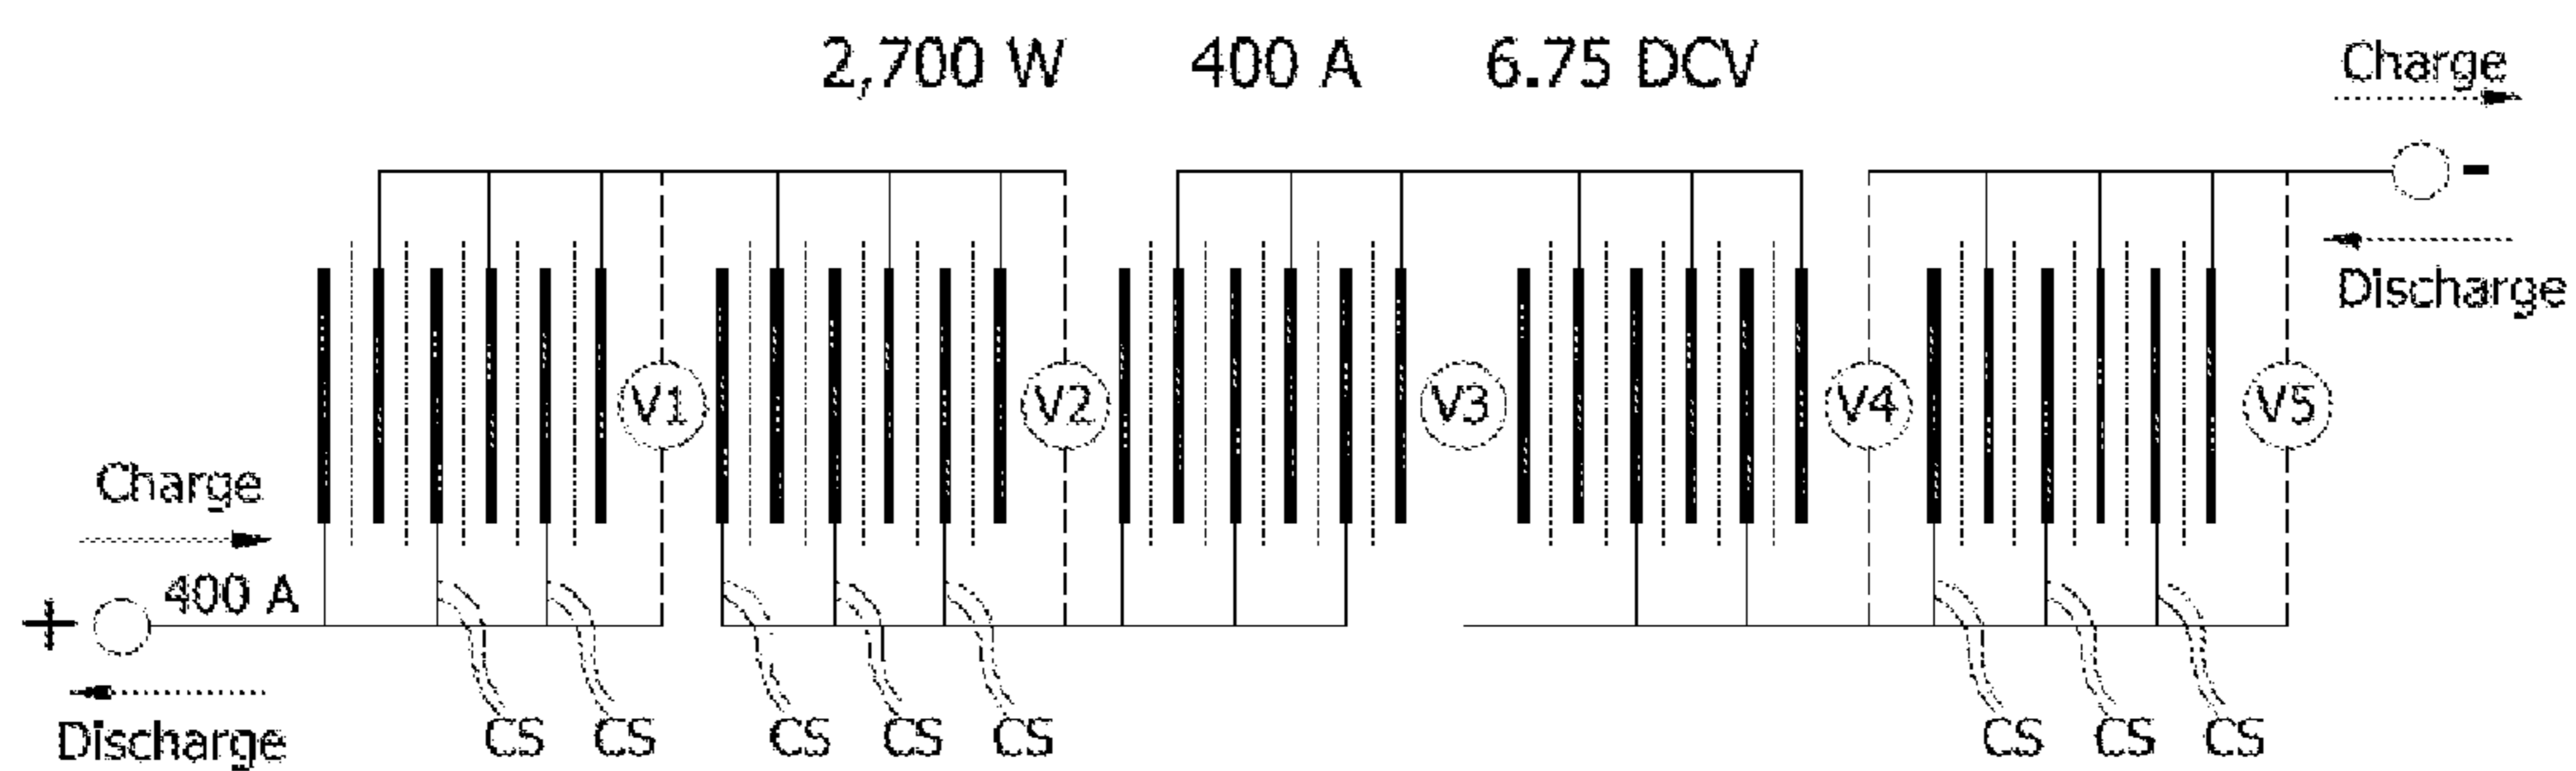 2,700 W 400 A 6.75 DCV
Charge
-
Discharge
V1 V2 V3 V4 V5
Charge
400 A
+
Discharge
CS CS CS CS CS CS CS CS